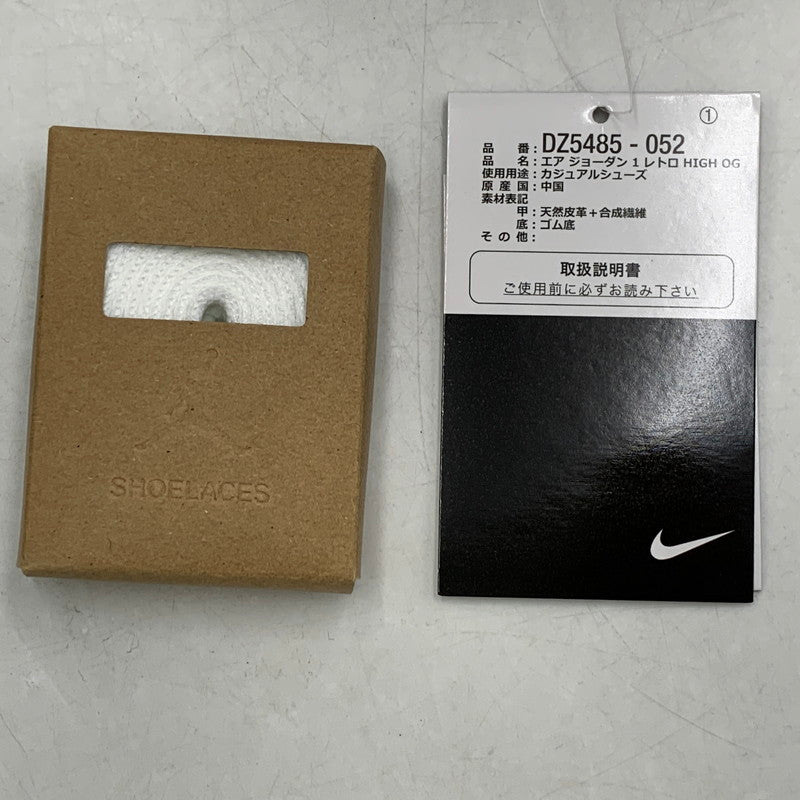 SHOELACES
①
品 番：DZ5485 - 052
品 名：エア ジョーダン 1 レトロ HIGH OG
使用用途：カジュアルシューズ
原 産 国：中国
素材表記
甲：天然皮革＋合成繊維
底：ゴム底
そ の 他：
取扱説明書
ご使用前に必ずお読み下さい